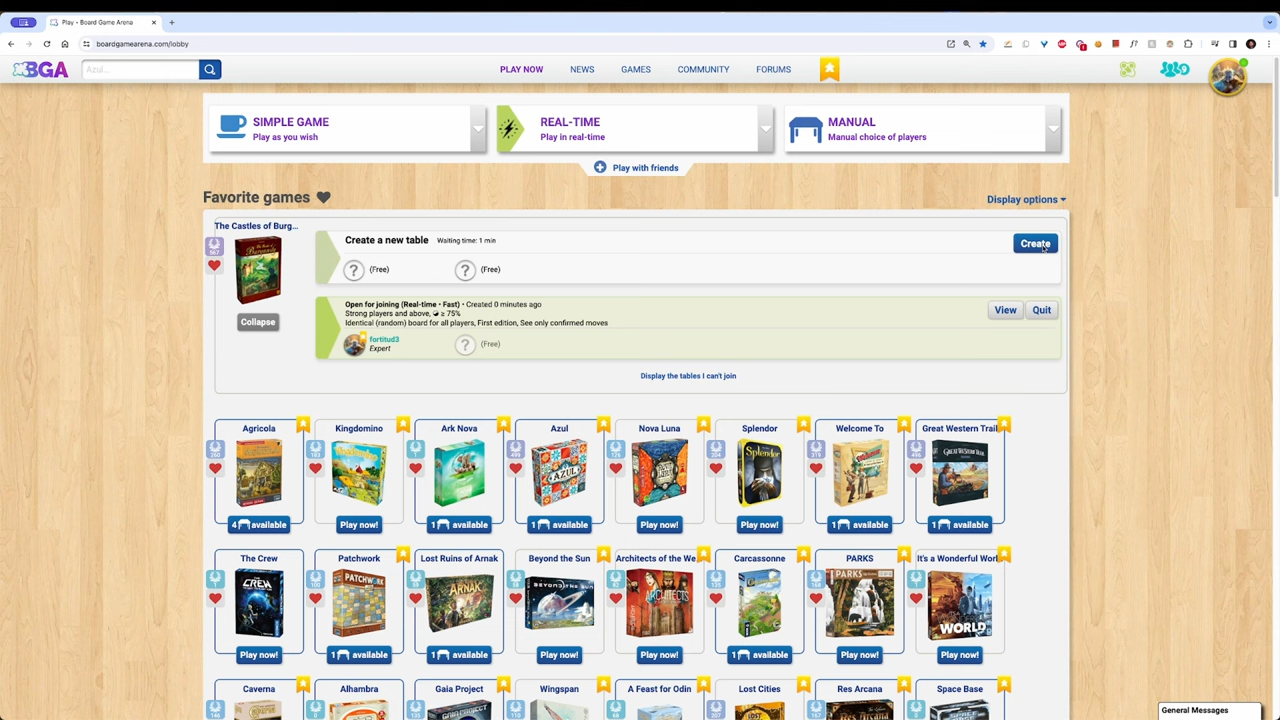 Play • Board Game Arena
boardgamearena.com/lobby
BGA
Azul...
PLAY NOW
NEWS
GAMES
COMMUNITY
FORUMS
9
SIMPLE GAME
Play as you wish
REAL-TIME
Play in real-time
MANUAL
Manual choice of players
Play with friends
Favorite games
Display options
The Castles of Burg...
567
Create a new table Waiting time: 1 min
Create
? (Free) ? (Free)
Open for joining (Real-time • Fast) • Created 0 minutes ago
Strong players and above, ≥ 75%
Identical (random) board for all players, First edition, See only confirmed moves
View
Quit
fortitud3
Expert
? (Free)
Collapse
Display the tables I can't join
Agricola
Kingdomino
Ark Nova
Azul
Nova Luna
Splendor
Welcome To
Great Western Trail
4 available
Play now!
1 available
1 available
Play now!
Play now!
1 available
1 available
The Crew
Patchwork
Lost Ruins of Arnak
Beyond the Sun
Architects of the We
Carcassonne
PARKS
It's a Wonderful Worl
Play now!
1 available
1 available
Play now!
Play now!
1 available
Play now!
Play now!
Caverna
Alhambra
Gaia Project
Wingspan
A Feast for Odin
Lost Cities
Res Arcana
Space Base
General Messages